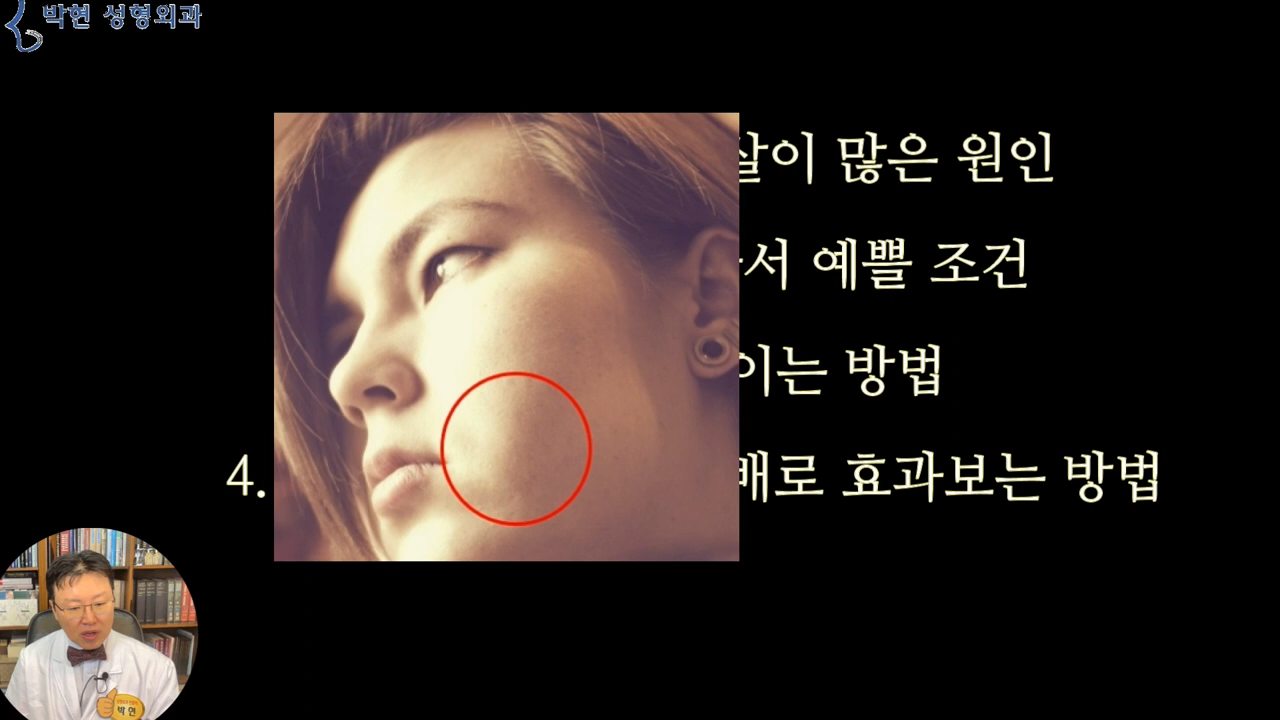 박현 성형외과
살이 많은 원인
서 예쁠 조건
이는 방법
4. 배로 효과보는 방법
박현